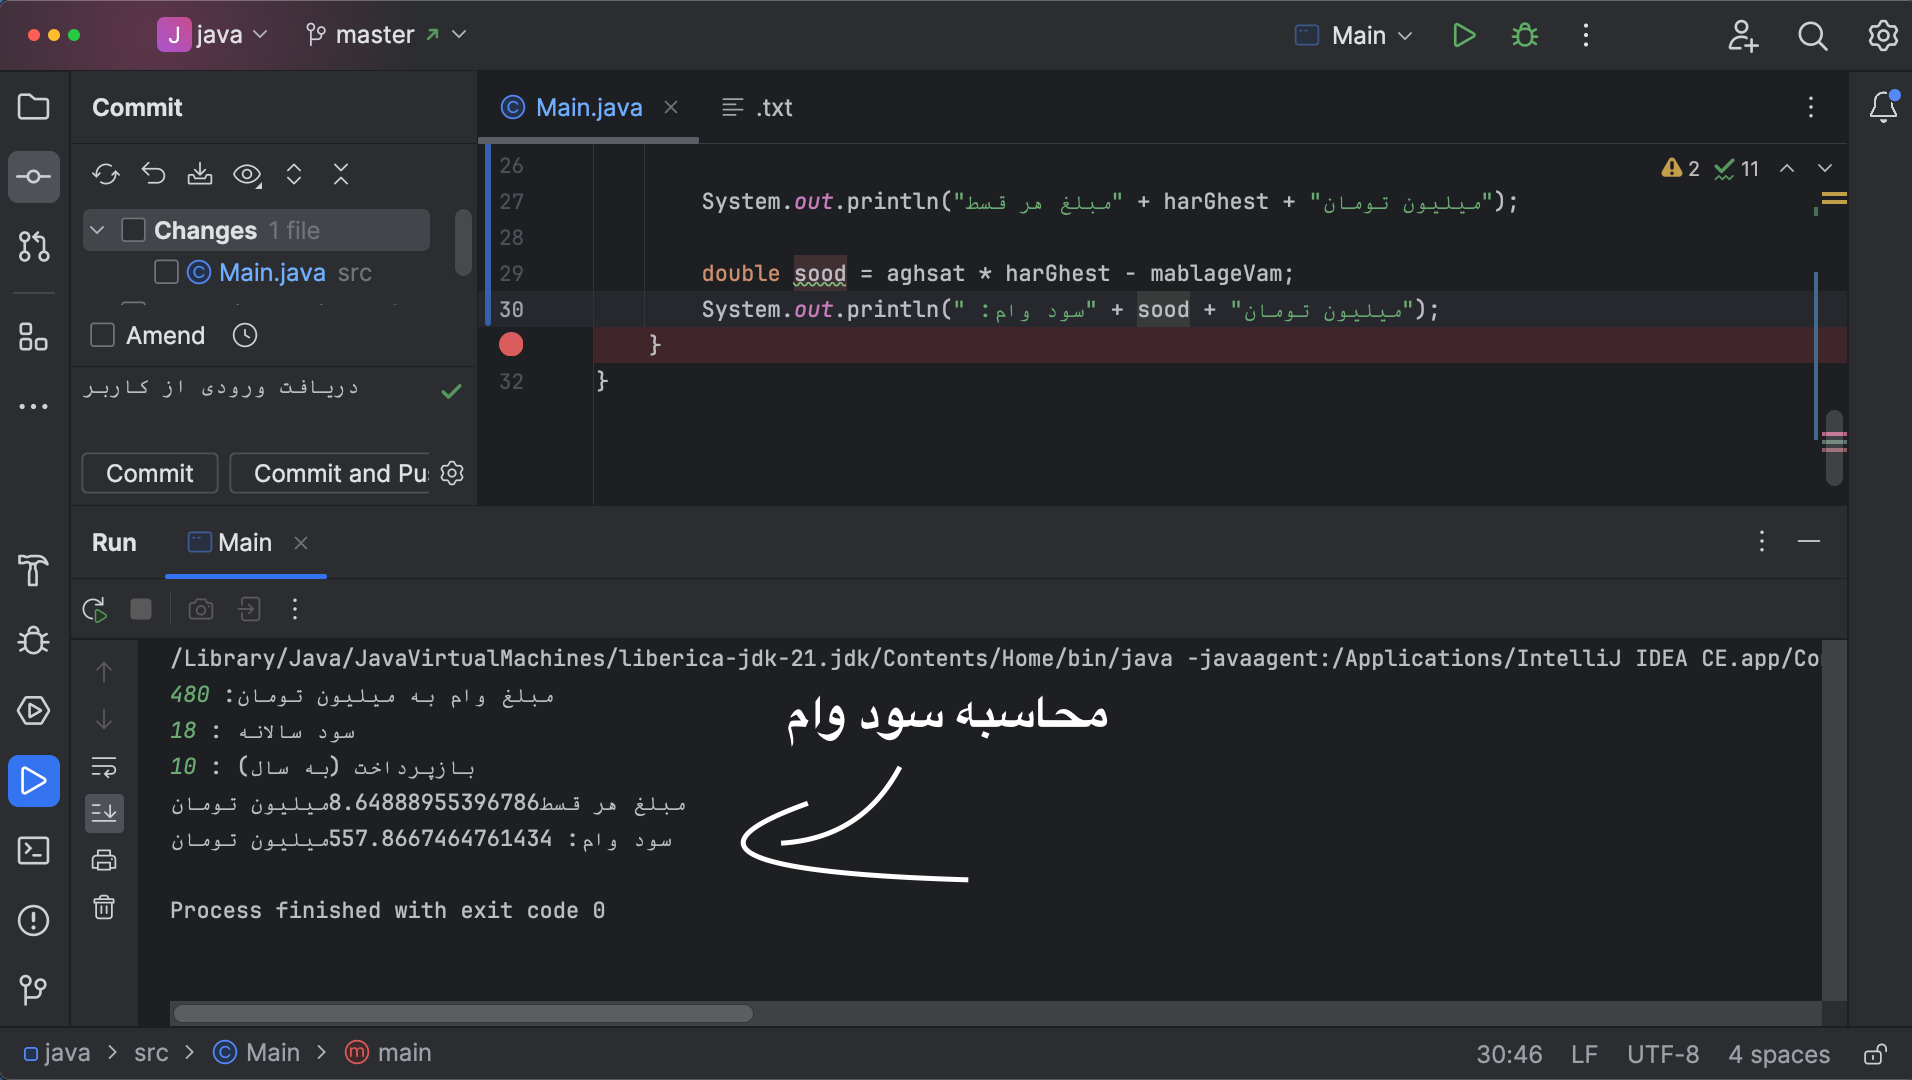 java
master
Main
Commit
Main.java
.txt
Changes 1 file
Main.java src
Amend
دریافت ورودی از کاربر
Commit
Commit and Pu
2 11
26
27 System.out.println("مبلغ هر قسط" + harGhest + "میلیون تومان");
28
29 double sood = aghsat * harGhest - mablageVam;
30 System.out.println(" سود وام: " + sood + "میلیون تومان");
}
32 }
Run
Main
/Library/Java/JavaVirtualMachines/liberica-jdk-21.jdk/Contents/Home/bin/java -javaagent:/Applications/IntelliJ IDEA CE.app/Co
مبلغ وام به میلیون تومان: 480
سود سالانه : 18
بازپرداخت (به سال) : 10
مبلغ هر قسط8.64888955396786میلیون تومان
سود وام: 557.8667464761434میلیون تومان
محاسبه سود وام
Process finished with exit code 0
java > src > Main > main
30:46 LF UTF-8 4 spaces